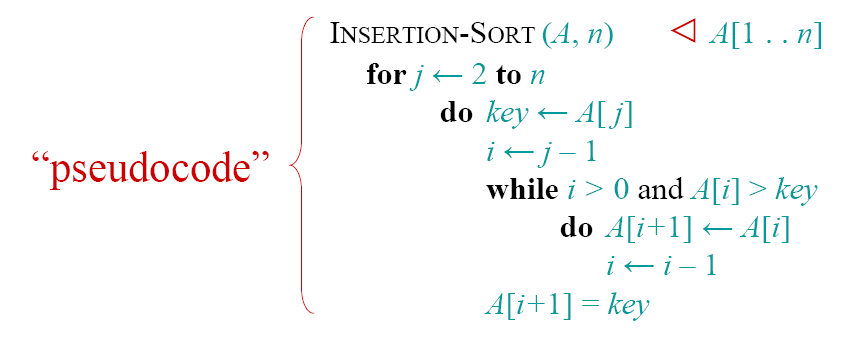 “pseudocode”
INSERTION-SORT (A, n) ⊲ A[1 . . n]
for j ← 2 to n
do key ← A[ j]
i ← j – 1
while i > 0 and A[i] > key
do A[i+1] ← A[i]
i ← i – 1
A[i+1] = key